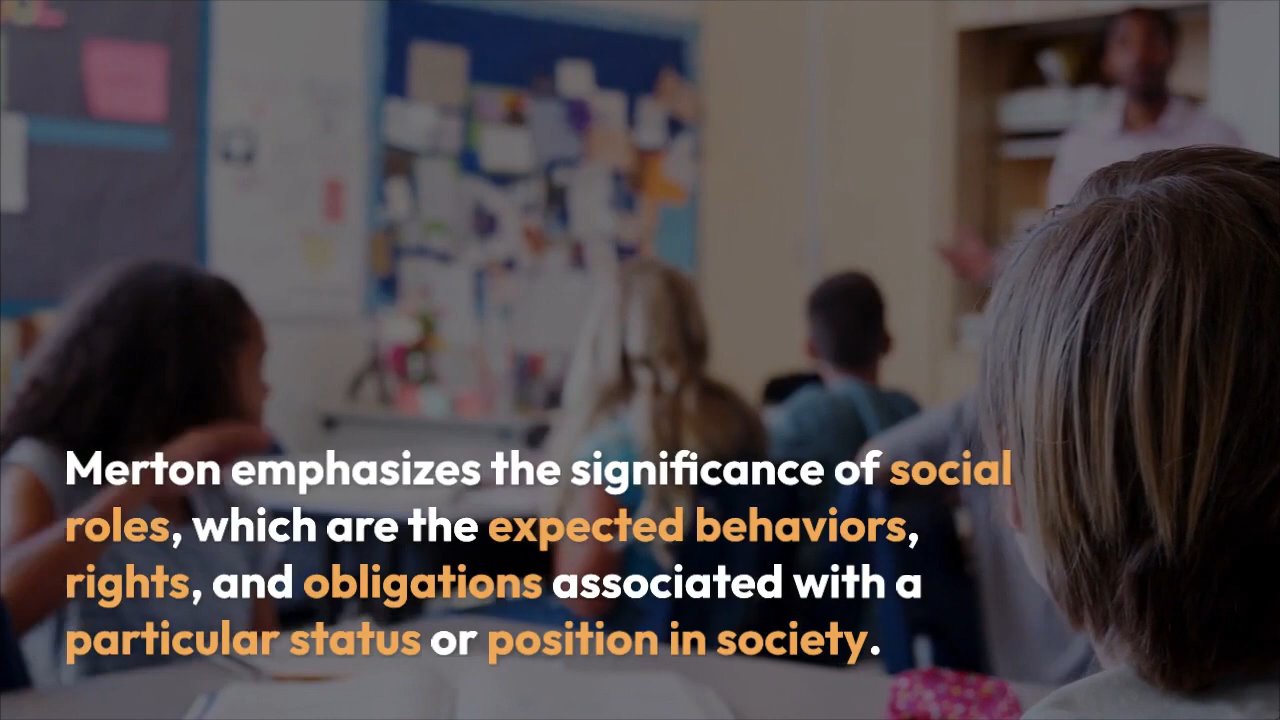 Merton emphasizes the significance of social
roles, which are the expected behaviors,
rights, and obligations associated with a
particular status or position in society.